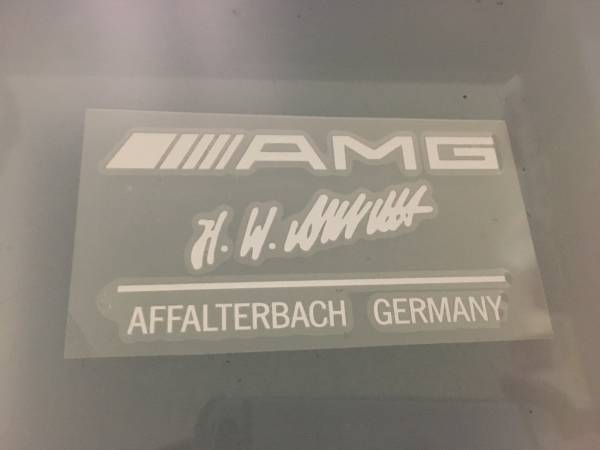 AMG
H. W.
AFFALTERBACH GERMANY